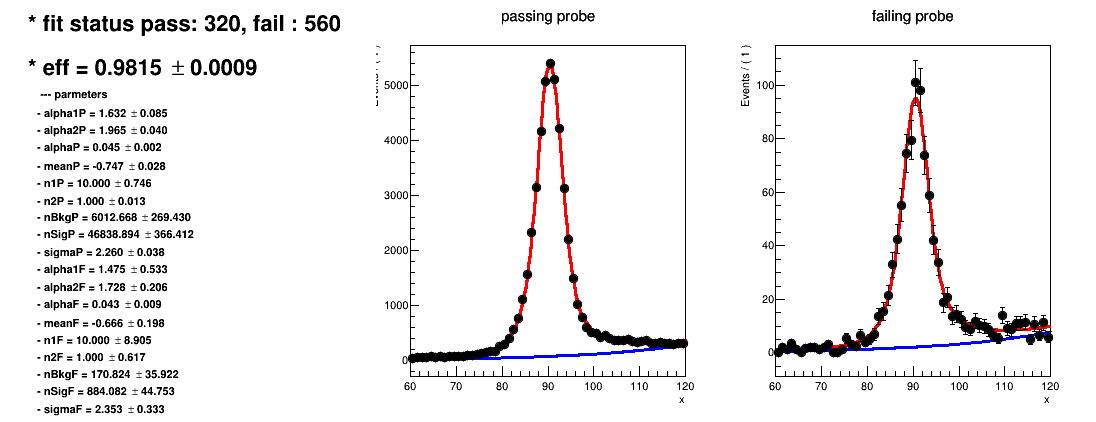 * fit status pass: 320, fail : 560
* eff = 0.9815 ± 0.0009
--- parmeters
- alpha1P = 1.632 ± 0.085
- alpha2P = 1.965 ± 0.040
- alphaP = 0.045 ± 0.002
- meanP = -0.747 ± 0.028
- n1P = 10.000 ± 0.746
- n2P = 1.000 ± 0.013
- nBkgP = 6012.668 ± 269.430
- nSigP = 46838.894 ± 366.412
- sigmaP = 2.260 ± 0.038
- alpha1F = 1.475 ± 0.533
- alpha2F = 1.728 ± 0.206
- alphaF = 0.043 ± 0.009
- meanF = -0.666 ± 0.198
- n1F = 10.000 ± 8.905
- n2F = 1.000 ± 0.617
- nBkgF = 170.824 ± 35.922
- nSigF = 884.082 ± 44.753
- sigmaF = 2.353 ± 0.333
passing probe
5000
4000
3000
2000
1000
0
60 70 80 90 100 110 120
x
failing probe
Events / ( 1 )
100
80
60
40
20
0
60 70 80 90 100 110 120
x